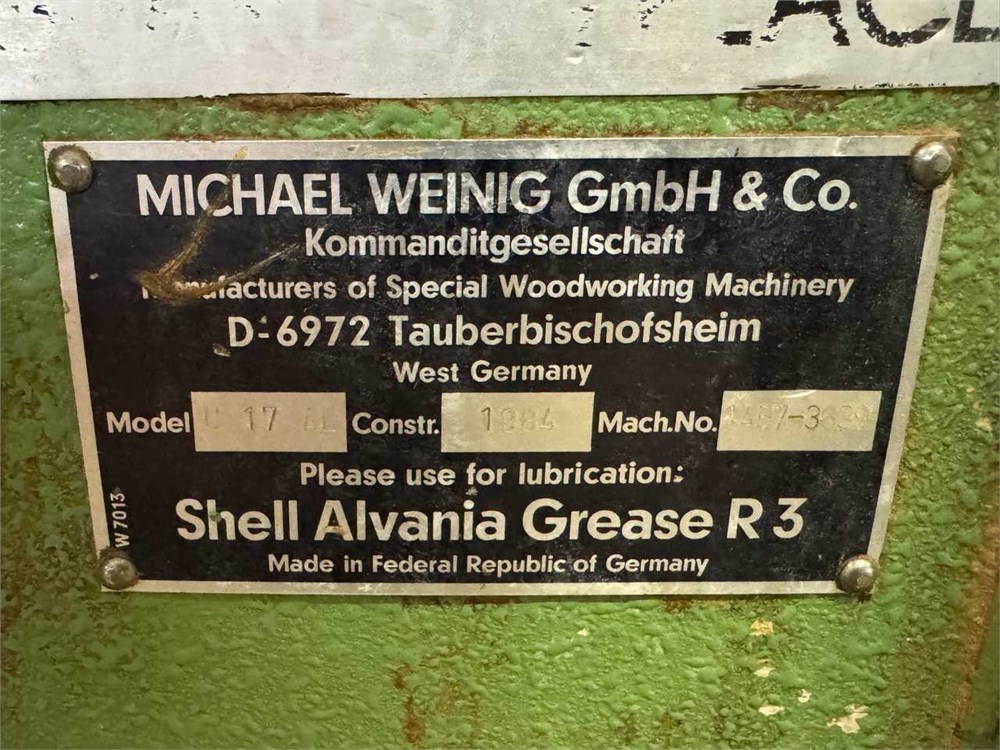 MICHAEL WEINIG GmbH & Co.
Kommanditgesellschaft
Manufacturers of Special Woodworking Machinery
D-6972 Tauberbischofsheim
West Germany
Model U 17 AL Constr. 1984 Mach.No.
Please use for lubrication:
Shell Alvania Grease R 3
Made in Federal Republic of Germany
W 7013